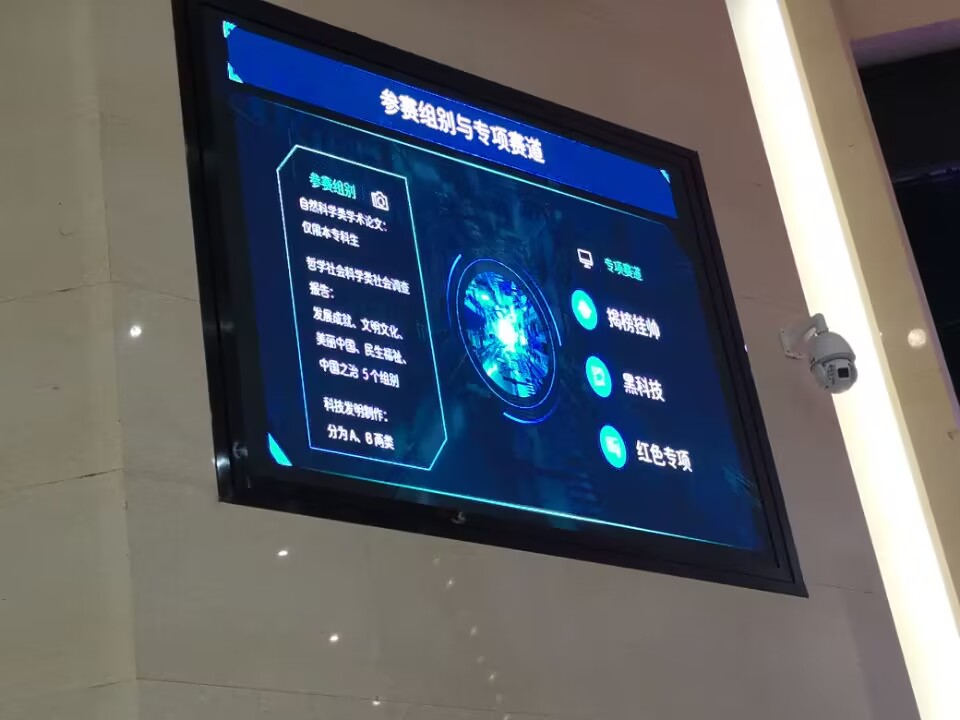 参赛组别与专项赛道
参赛组别
自然科学类学术论文：
仅限本专科生
哲学社会科学类社会调查
报告：
发展成就、文明文化、
美丽中国、民生福祉、
中国之治 5个组别
科技发明制作：
分为A、B两类
专项赛道
揭榜挂帅
黑科技
红色专项